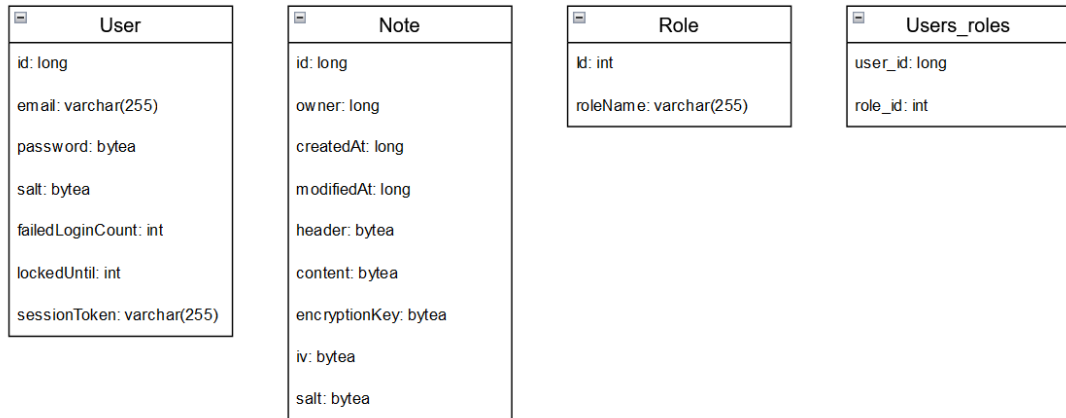 User
id: long
email: varchar(255)
password: bytea
salt: bytea
failedLoginCount: int
lockedUntil: int
sessionToken: varchar(255)
Note
id: long
owner: long
createdAt: long
modifiedAt: long
header: bytea
content: bytea
encryptionKey: bytea
iv: bytea
salt: bytea
Role
Id: int
roleName: varchar(255)
Users_roles
user_id: long
role_id: int